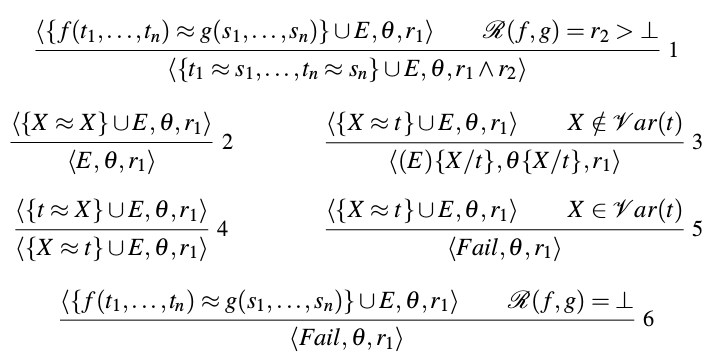 ⟨{f(t₁,…,tₙ) ≈ g(s₁,…,sₙ)} ∪ E, θ, r₁⟩ ℛ(f,g) = r₂ > ⊥
⟨{t₁ ≈ s₁,…,tₙ ≈ sₙ} ∪ E, θ, r₁ ∧ r₂⟩ 1
⟨{X ≈ X} ∪ E, θ, r₁⟩
⟨E, θ, r₁⟩ 2
⟨{X ≈ t} ∪ E, θ, r₁⟩ X ∉ 𝒱ar(t)
⟨(E){X/t}, θ{X/t}, r₁⟩ 3
⟨{t ≈ X} ∪ E, θ, r₁⟩
⟨{X ≈ t} ∪ E, θ, r₁⟩ 4
⟨{X ≈ t} ∪ E, θ, r₁⟩ X ∈ 𝒱ar(t)
⟨Fail, θ, r₁⟩ 5
⟨{f(t₁,…,tₙ) ≈ g(s₁,…,sₙ)} ∪ E, θ, r₁⟩ ℛ(f,g) = ⊥
⟨Fail, θ, r₁⟩ 6